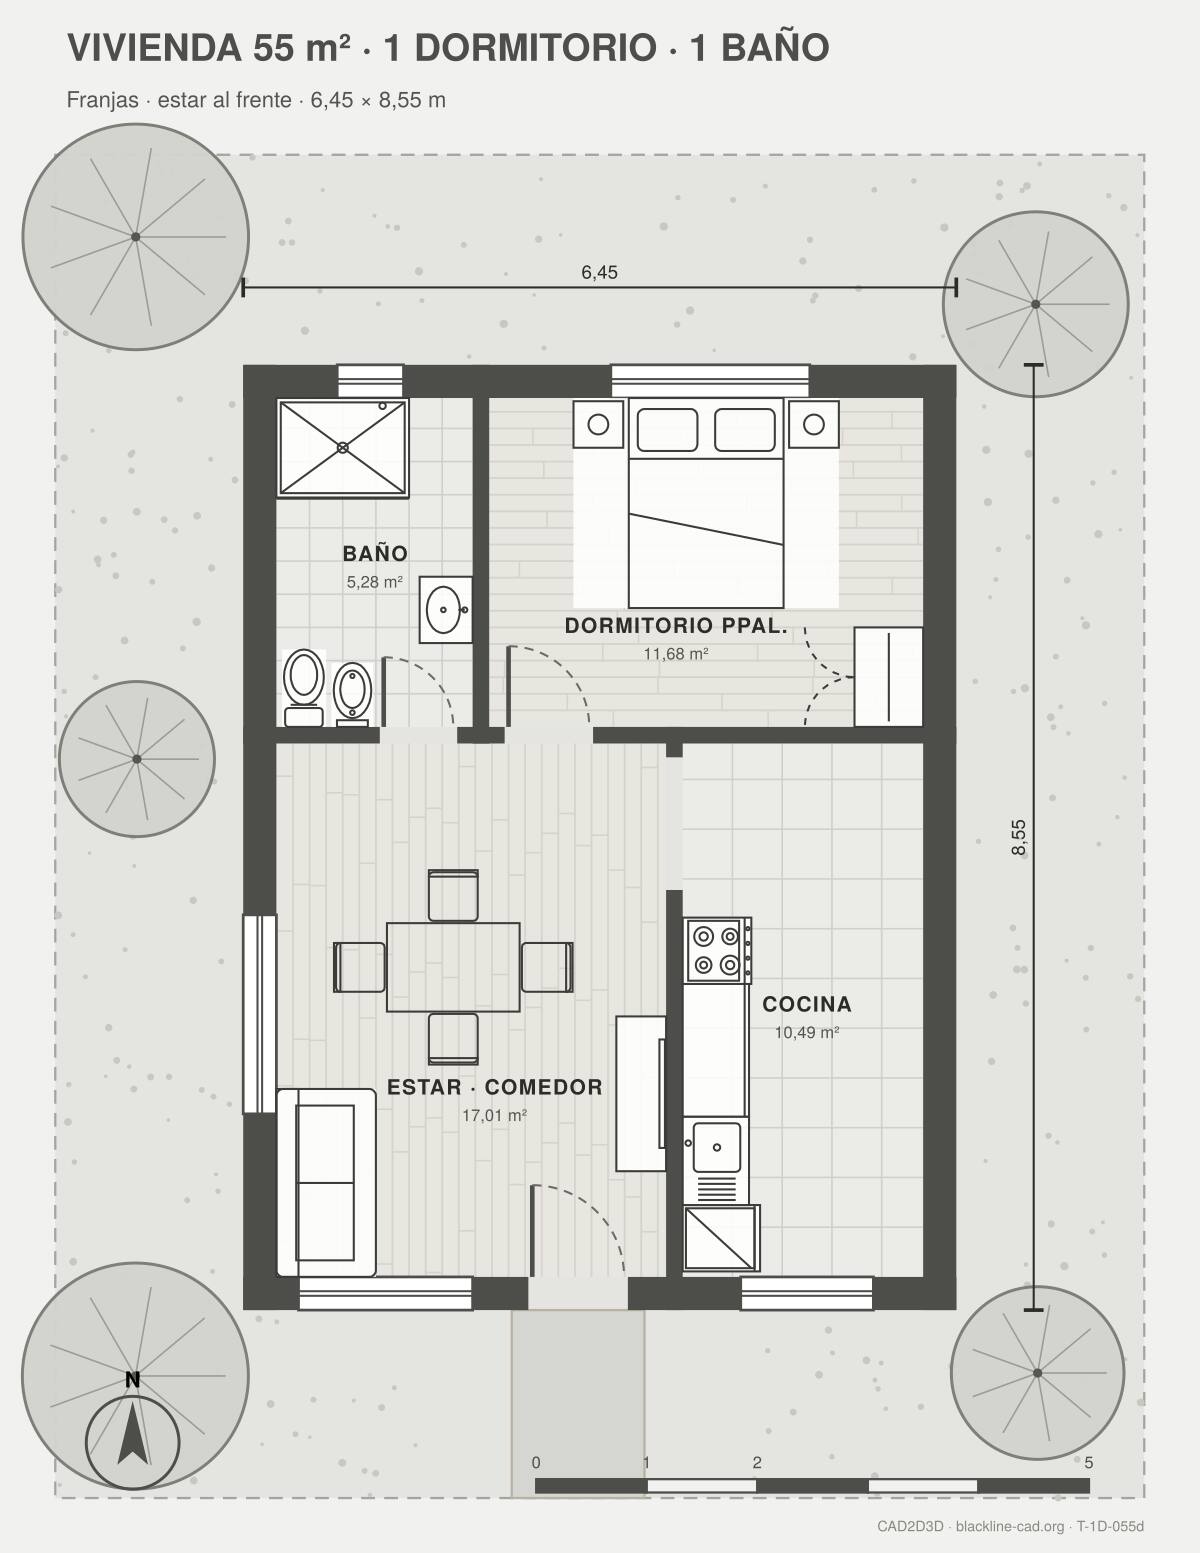 VIVIENDA 55 m² · 1 DORMITORIO · 1 BAÑO
Franjas · estar al frente · 6,45 × 8,55 m
6,45
BAÑO
5,28 m²
DORMITORIO PPAL.
11,68 m²
8,55
COCINA
10,49 m²
ESTAR · COMEDOR
17,01 m²
N
0 1 2 5
CAD2D3D · blackline-cad.org · T-1D-055d